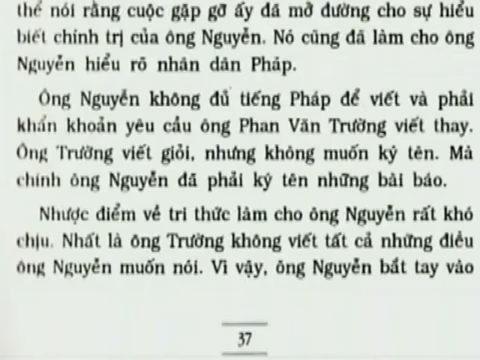 thể nói rằng cuộc gặp gỡ ấy đã mở đường cho sự hiểu
biết chính trị của ông Nguyễn. Nó cũng đã làm cho ông
Nguyễn hiểu rõ nhân dân Pháp.
Ông Nguyễn không đủ tiếng Pháp để viết và phải
khẩn khoản yêu cầu ông Phan Văn Trường viết thay.
Ông Trường viết giỏi, nhưng không muốn ký tên. Mà
chính ông Nguyễn đã phải ký tên những bài báo.
Nhược điểm về tri thức làm cho ông Nguyễn rất khó
chịu. Nhất là ông Trường không viết tất cả những điều
ông Nguyễn muốn nói. Vì vậy, ông Nguyễn bắt tay vào
37